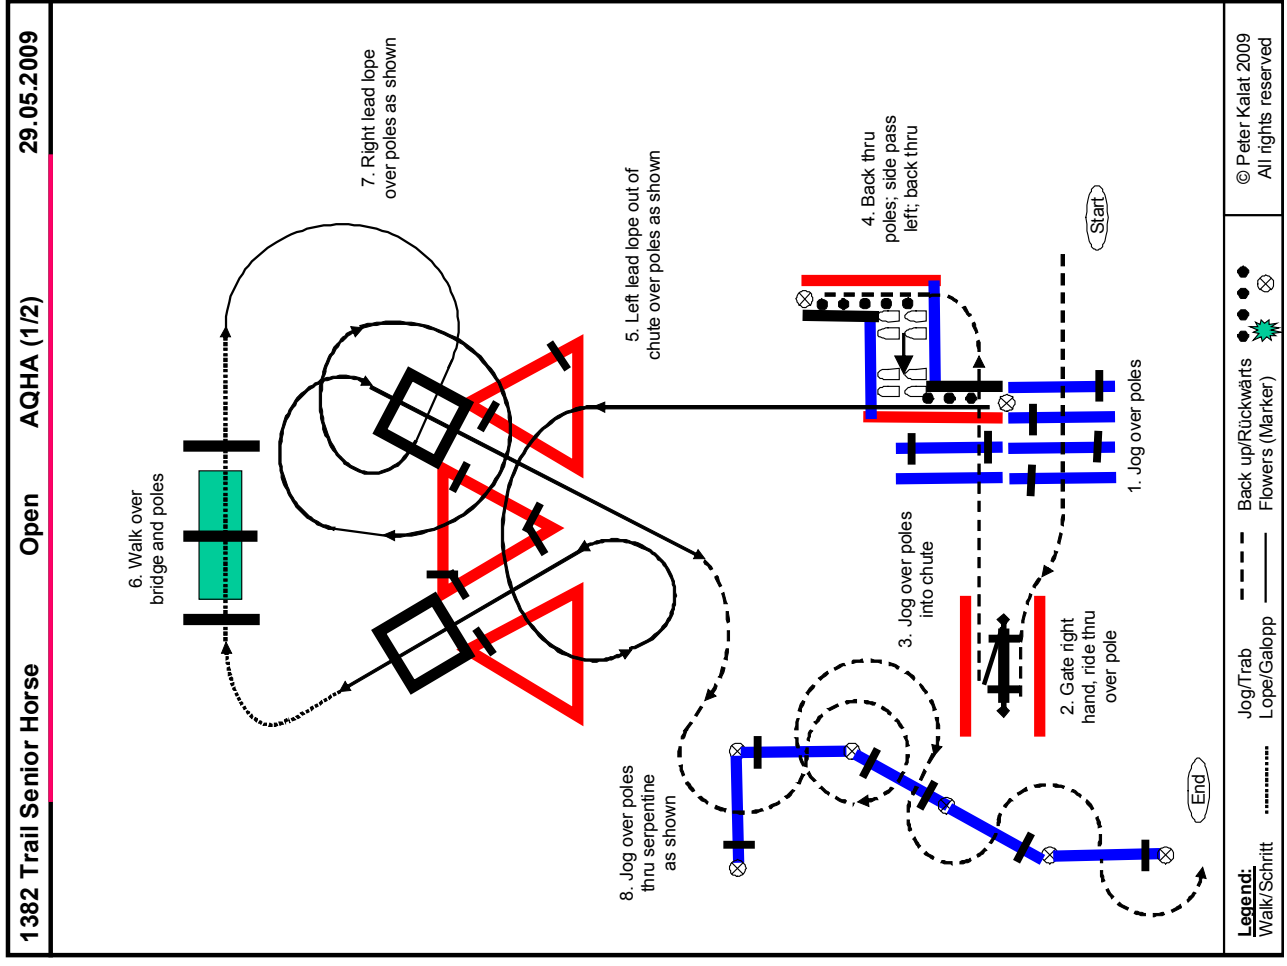 1382 Trail Senior Horse Open AQHA (1/2) 29.05.2009
6. Walk over
bridge and poles
7. Right lead lope
over poles as shown
5. Left lead lope out of
chute over poles as shown
8. Jog over poles
thru serpentine
as shown
4. Back thru
poles; side pass
left; back thru
3. Jog over poles
into chute
2. Gate right
hand, ride thru
over pole
1. Jog over poles
Start
End
Legend:
Walk/Schritt
Jog/Trab
Lope/Galopp
Back up/Rückwärts
Flowers (Marker)
© Peter Kalat 2009
All rights reserved